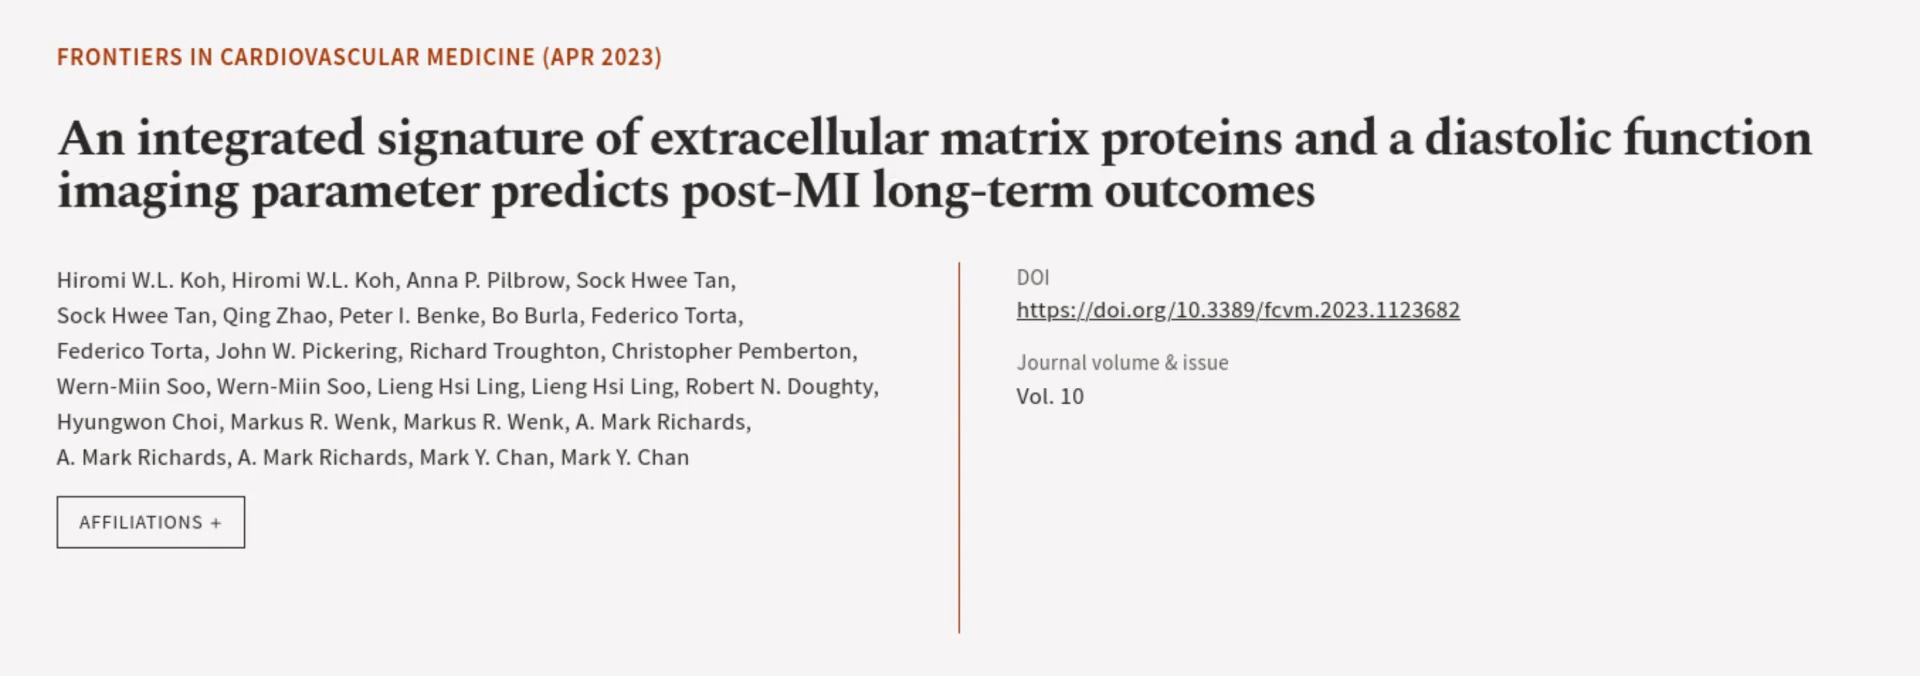 FRONTIERS IN CARDIOVASCULAR MEDICINE (APR 2023)
An integrated signature of extracellular matrix proteins and a diastolic function
imaging parameter predicts post-MI long-term outcomes
Hiromi W.L. Koh, Hiromi W.L. Koh, Anna P. Pilbrow, Sock Hwee Tan,
Sock Hwee Tan, Qing Zhao, Peter I. Benke, Bo Burla, Federico Torta,
Federico Torta, John W. Pickering, Richard Troughton, Christopher Pemberton,
Wern-Miin Soo, Wern-Miin Soo, Lieng Hsi Ling, Lieng Hsi Ling, Robert N. Doughty,
Hyungwon Choi, Markus R. Wenk, Markus R. Wenk, A. Mark Richards,
A. Mark Richards, A. Mark Richards, Mark Y. Chan, Mark Y. Chan
AFFILIATIONS +
DOI
https://doi.org/10.3389/fcvm.2023.1123682
Journal volume & issue
Vol. 10